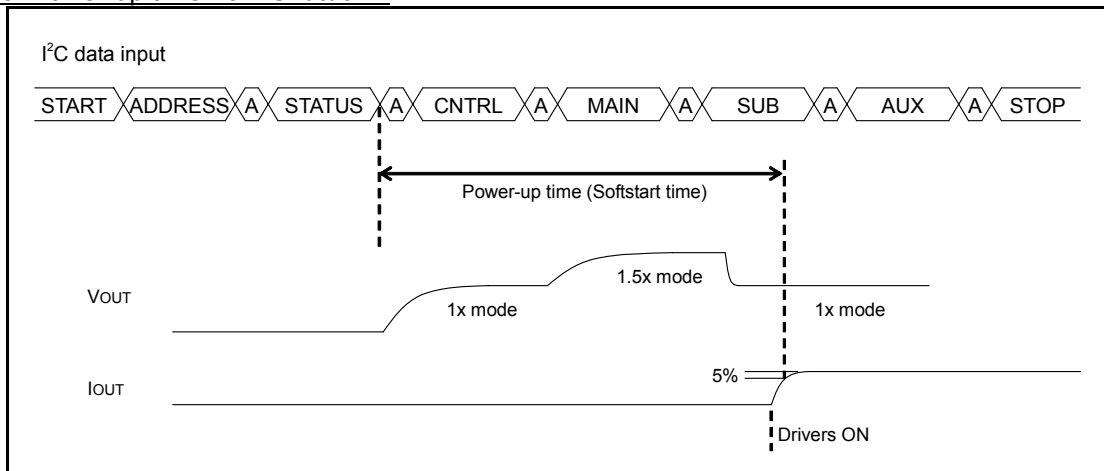 I²C data input
START ADDRESS A STATUS A CNTRL A MAIN A SUB A AUX A STOP
Power-up time (Softstart time)
1.5x mode
VOUT
1x mode
1x mode
5%
IOUT
Drivers ON